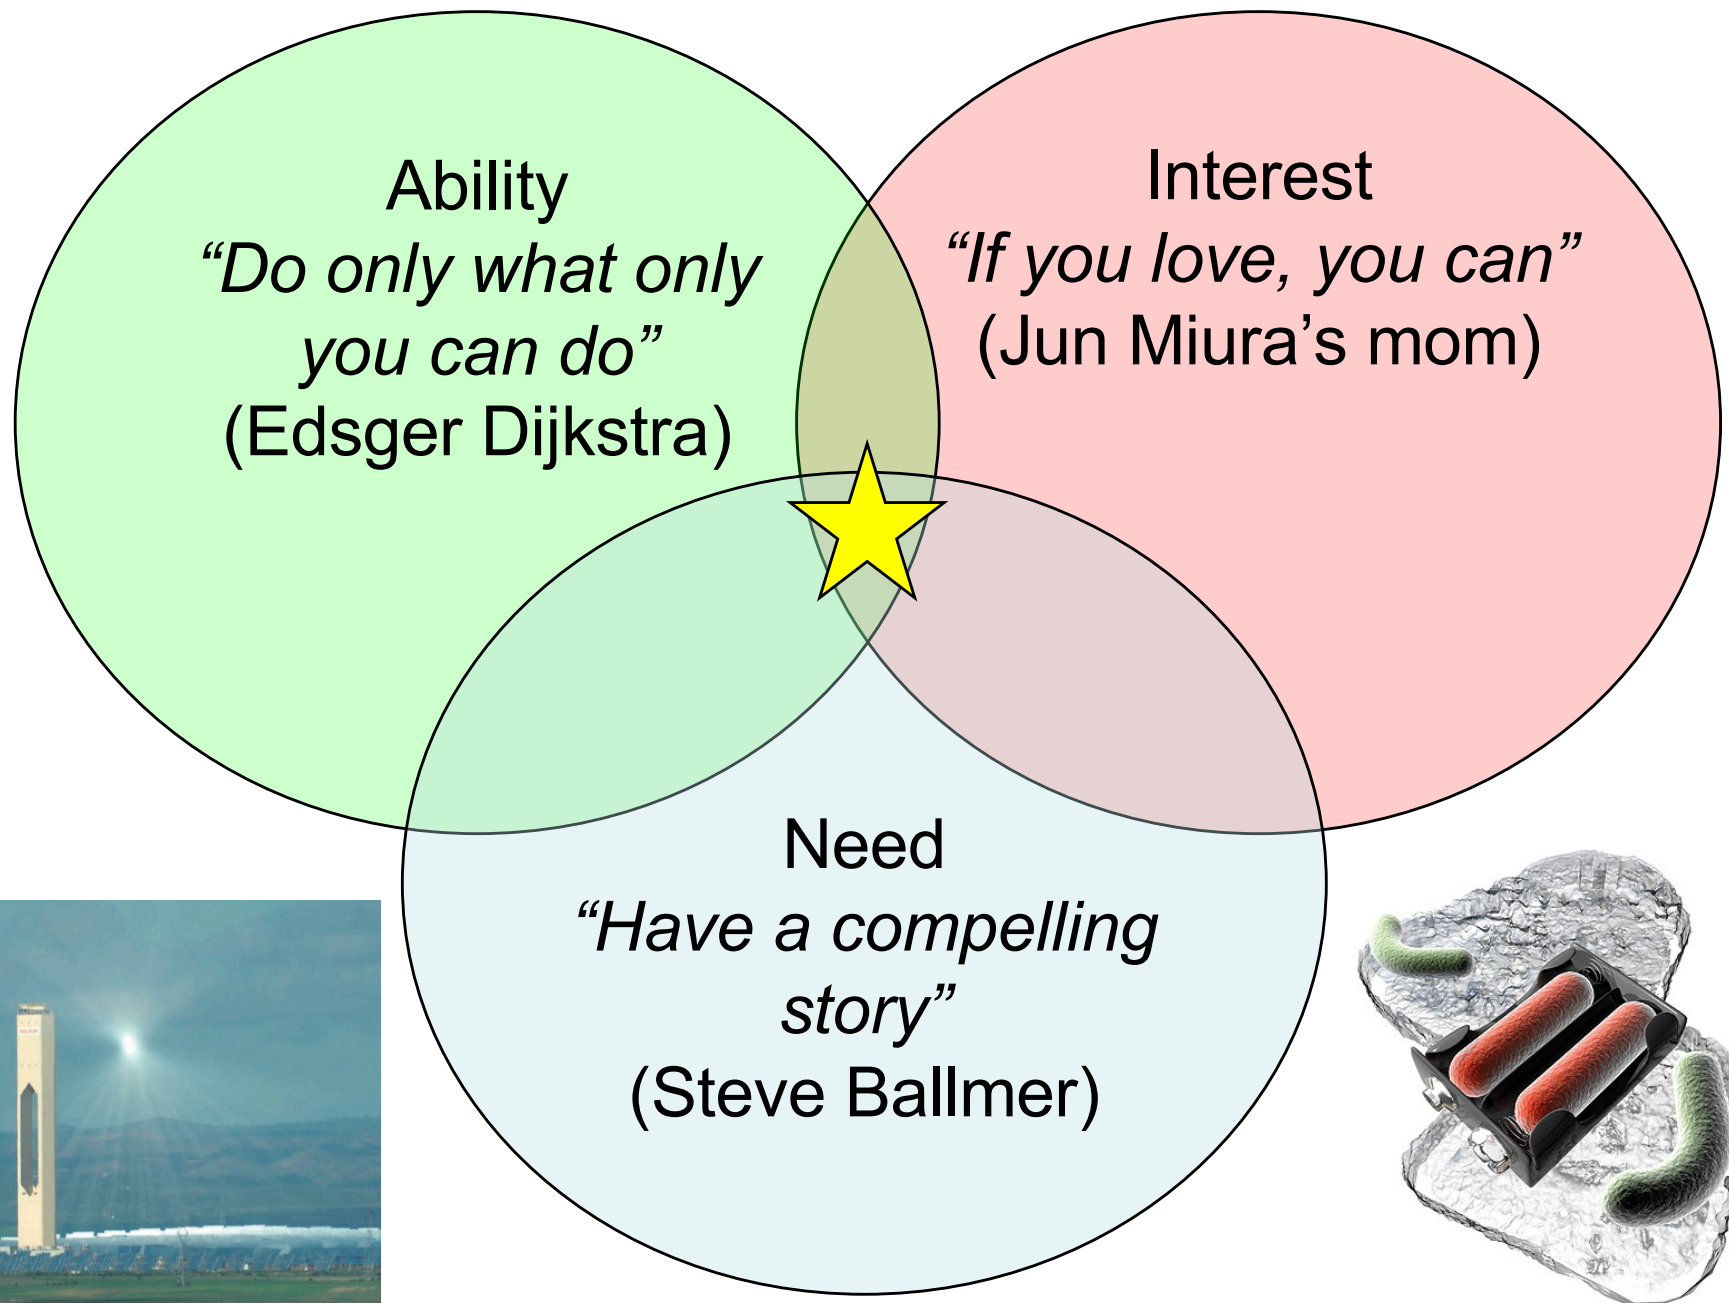 Ability
“Do only what only
you can do”
(Edsger Dijkstra)
Interest
“If you love, you can”
(Jun Miura’s mom)
Need
“Have a compelling
story”
(Steve Ballmer)